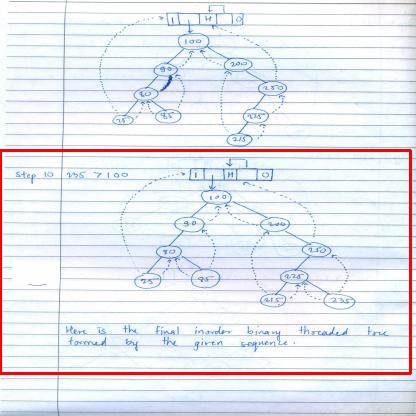 1 H 0
100
90 200
80 250
25 85 225
215
Step 10 235 > 100
1 H 0
100
90 200
80 250
25 85 225
215 235
Here is the final inorder binary threaded tree
formed by the given sequence.